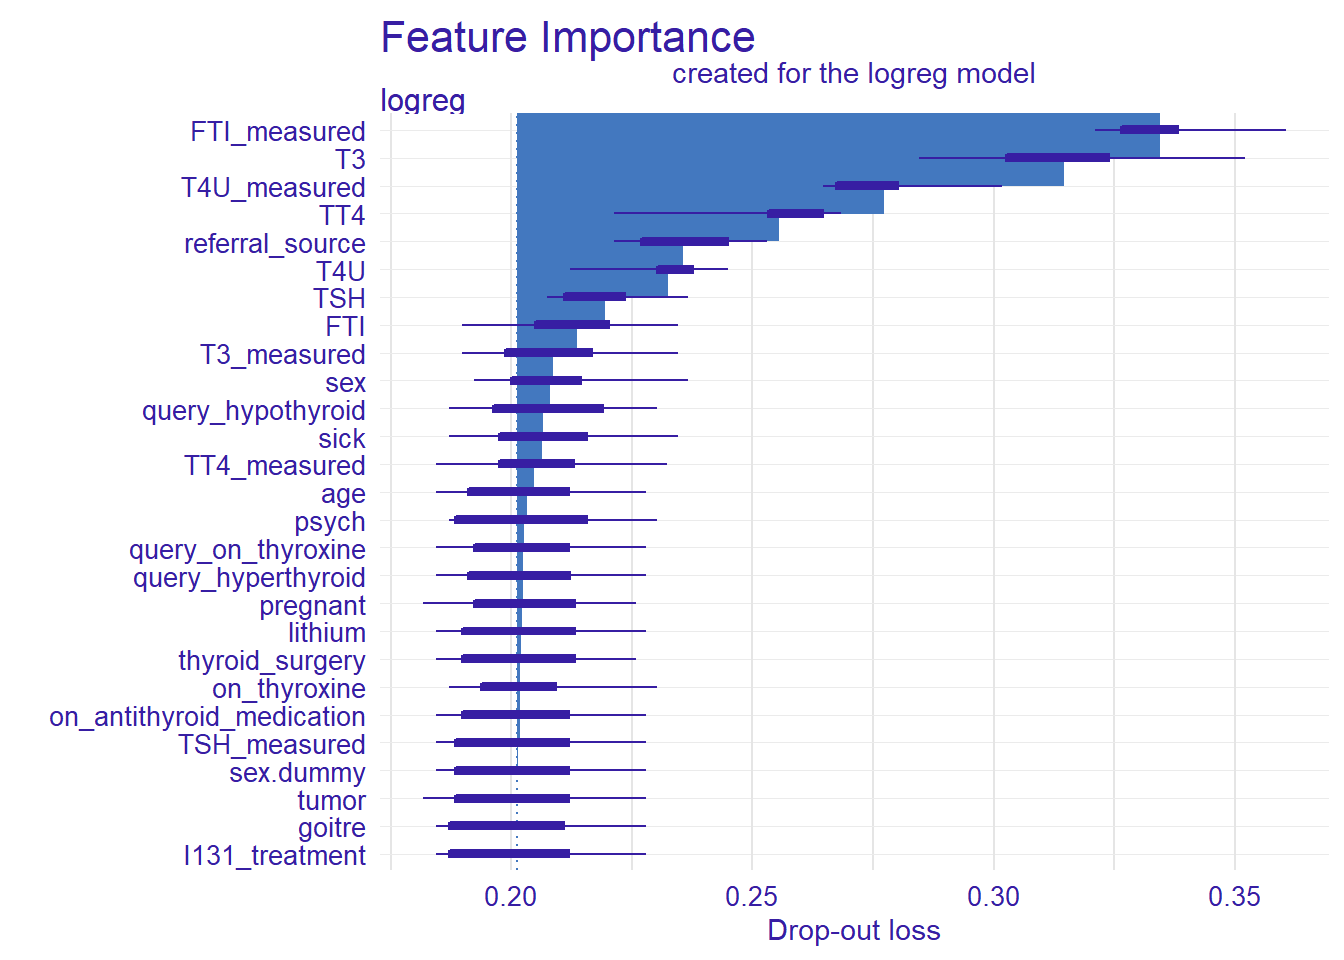 Feature Importance
created for the logreg model
logreg
FTI_measured
T3
T4U_measured
TT4
referral_source
T4U
TSH
FTI
T3_measured
sex
query_hypothyroid
sick
TT4_measured
age
psych
query_on_thyroxine
query_hyperthyroid
pregnant
lithium
thyroid_surgery
on_thyroxine
on_antithyroid_medication
TSH_measured
sex.dummy
tumor
goitre
I131_treatment
0.20 0.25 0.30 0.35
Drop-out loss